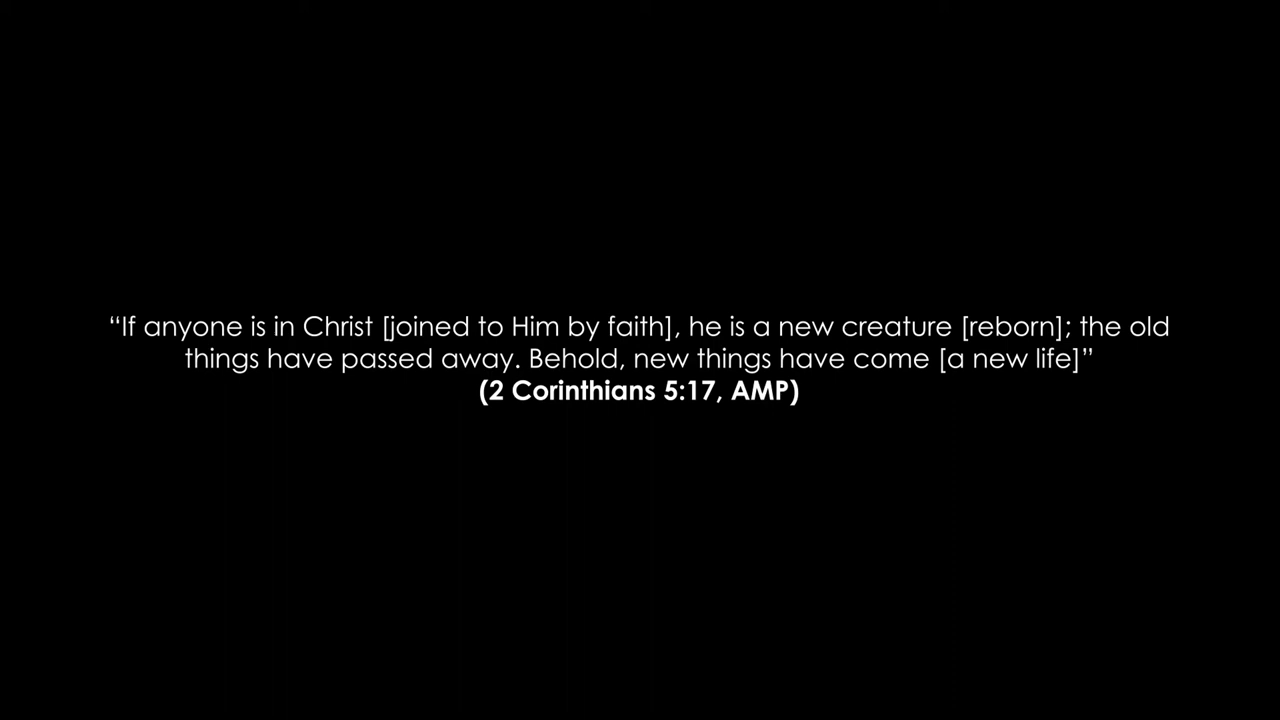 “If anyone is in Christ [joined to Him by faith], he is a new creature [reborn]; the old
things have passed away. Behold, new things have come [a new life]”
(2 Corinthians 5:17, AMP)